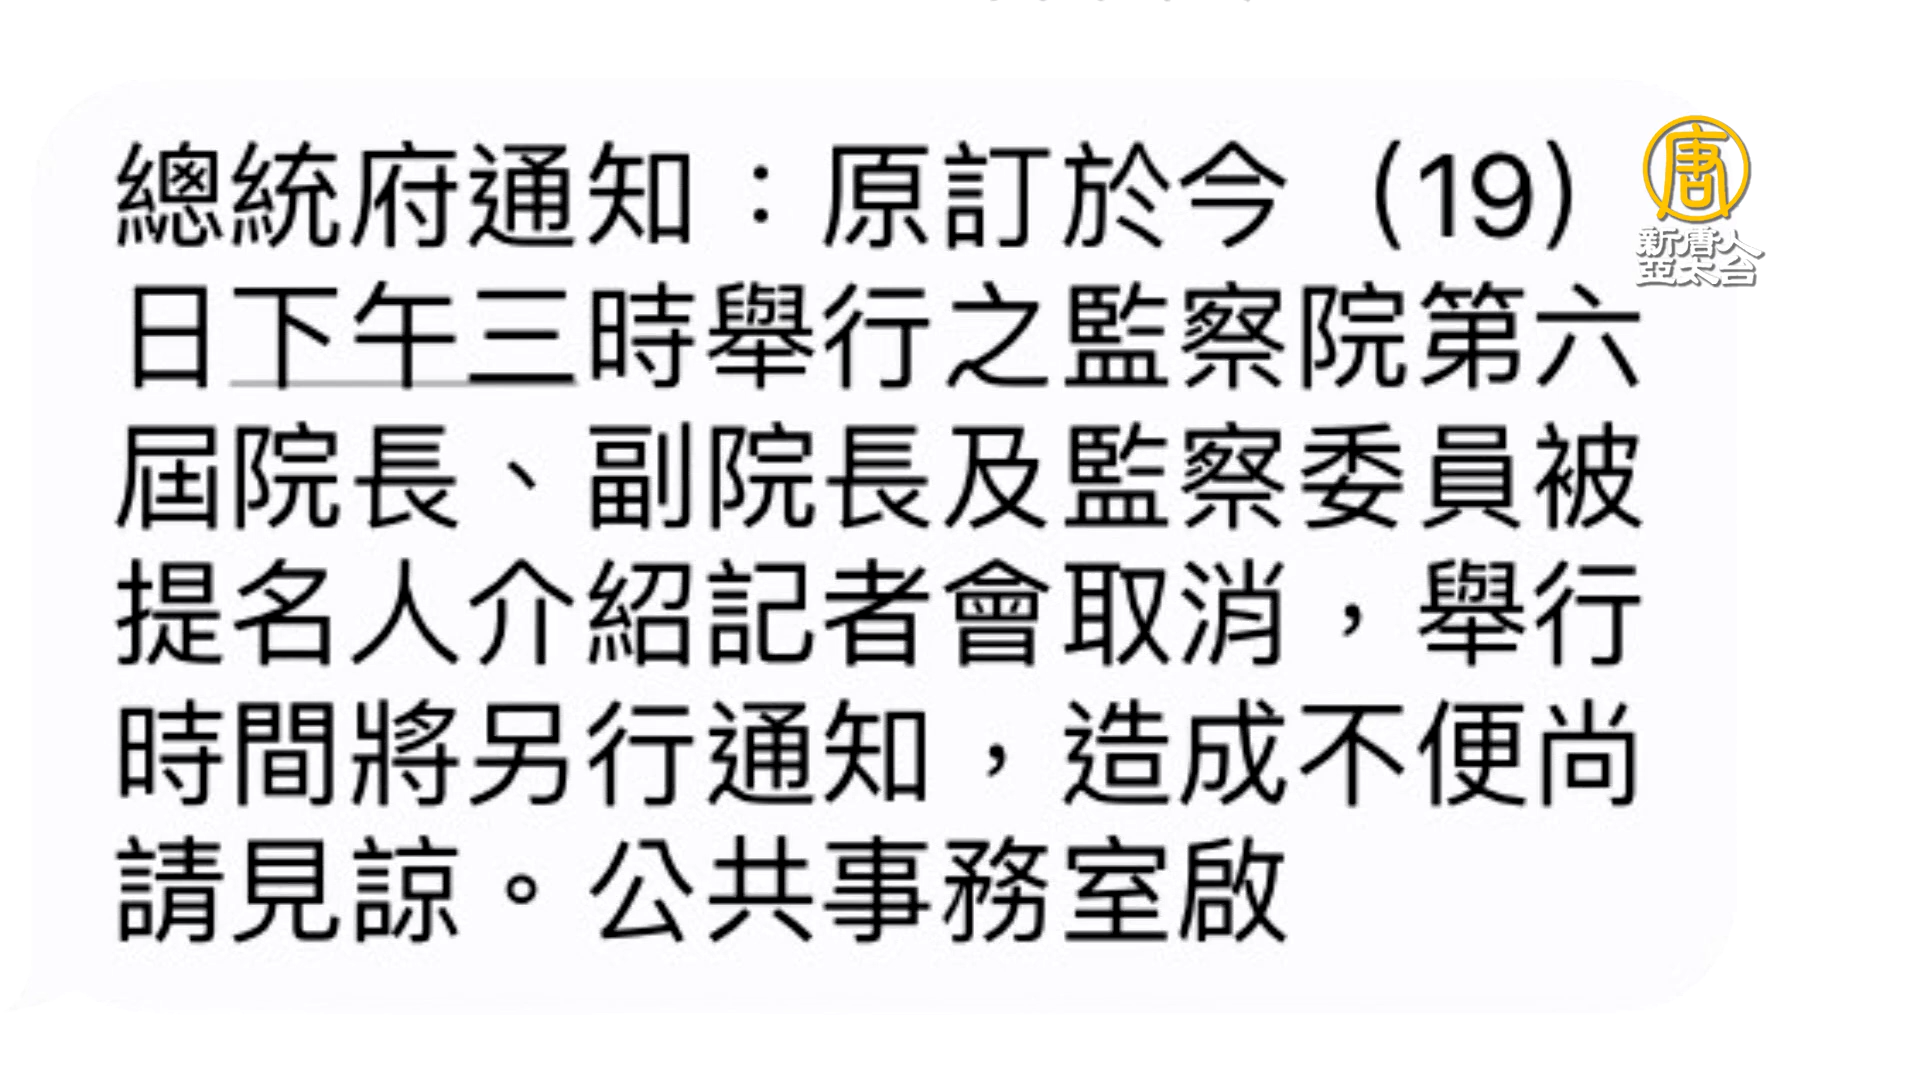 總統府通知：原訂於今（19）
日下午三時舉行之監察院第六
屆院長、副院長及監察委員被
提名人介紹記者會取消，舉行
時間將另行通知，造成不便尚
請見諒。公共事務室啟
唐
新唐人
亞太台